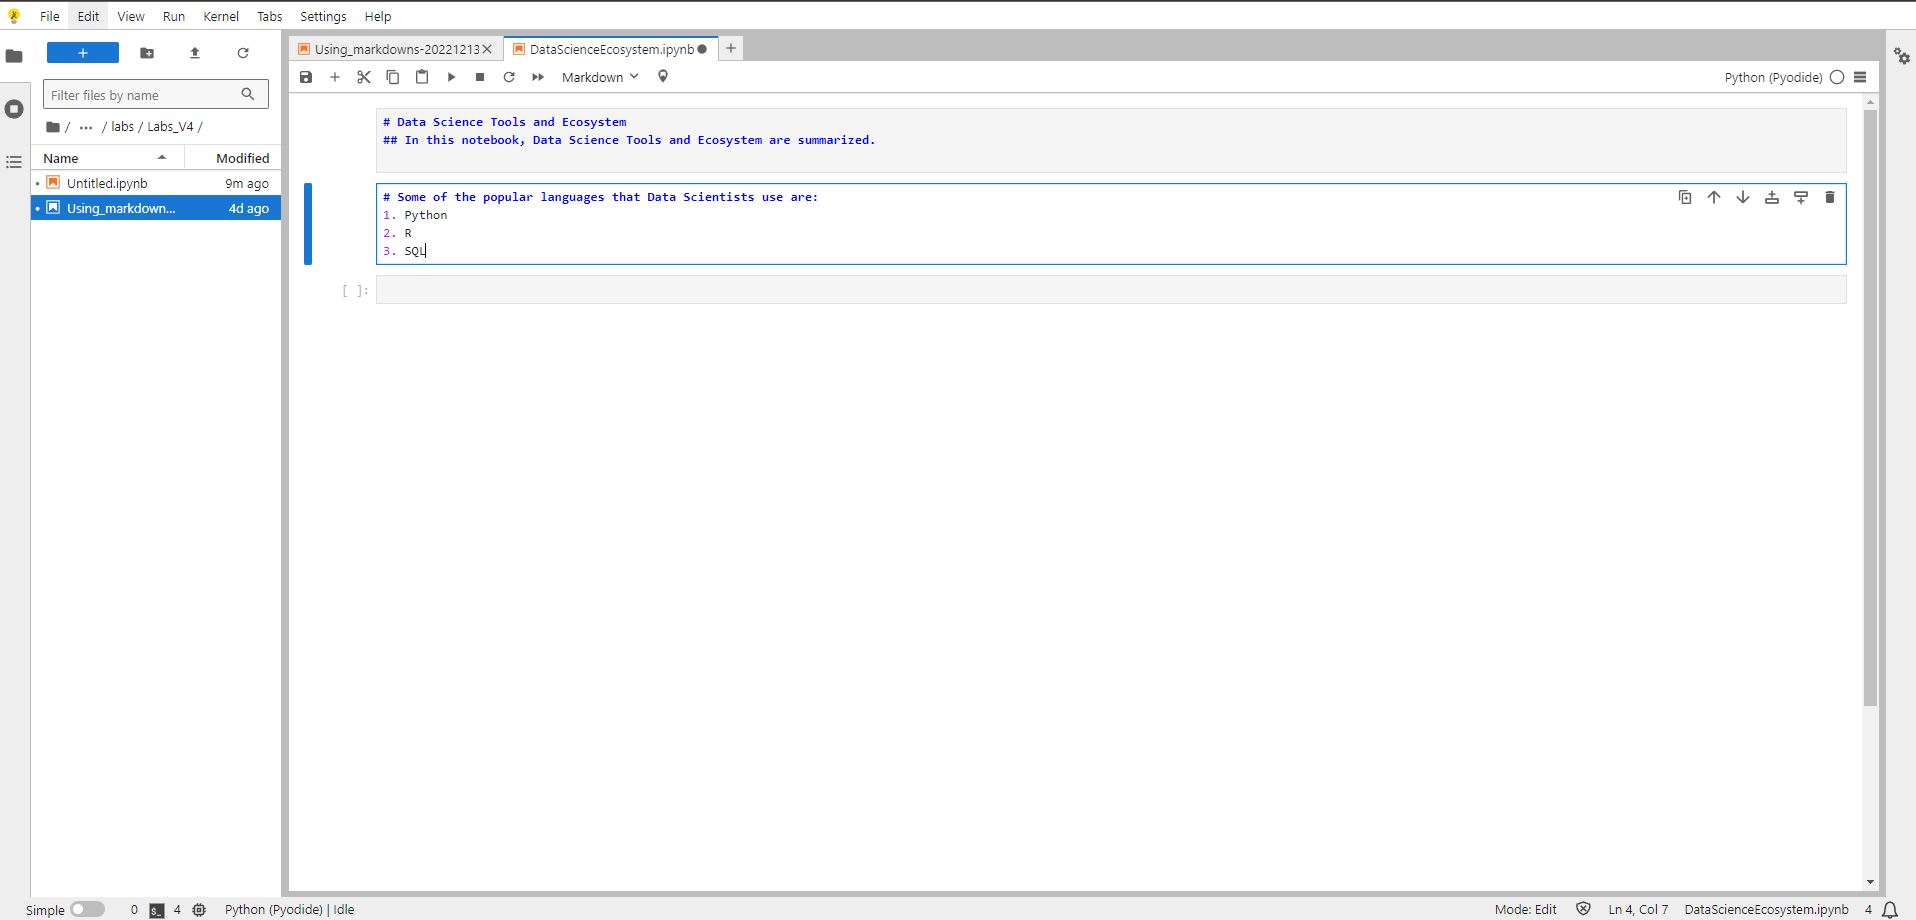 File Edit View Run Kernel Tabs Settings Help
Using_markdowns-20221213
DataScienceEcosystem.ipynb
Markdown
Python (Pyodide)
Filter files by name
/ ... / labs / Labs_V4 /
Name Modified
Untitled.ipynb 9m ago
Using_markdown... 4d ago
# Data Science Tools and Ecosystem
## In this notebook, Data Science Tools and Ecosystem are summarized.
# Some of the popular languages that Data Scientists use are:
1. Python
2. R
3. SQL
[ ]:
Simple 0 $_ 4 Python (Pyodide) | Idle
Mode: Edit Ln 4, Col 7 DataScienceEcosystem.ipynb 4